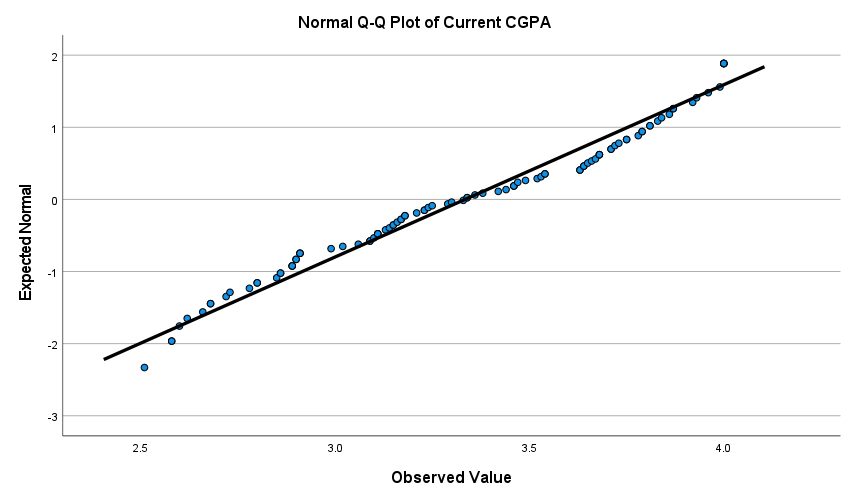 Normal Q-Q Plot of Current CGPA
Expected Normal
2
1
0
-1
-2
-3
2.5 3.0 3.5 4.0
Observed Value